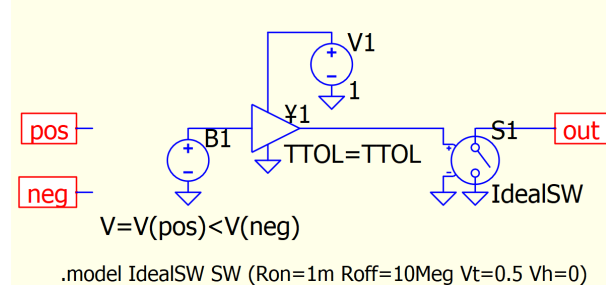 V1
1
¥1
pos
B1
S1
out
TTOL=TTOL
neg
IdealSW
V=V(pos)<V(neg)
.model IdealSW SW (Ron=1m Roff=10Meg Vt=0.5 Vh=0)